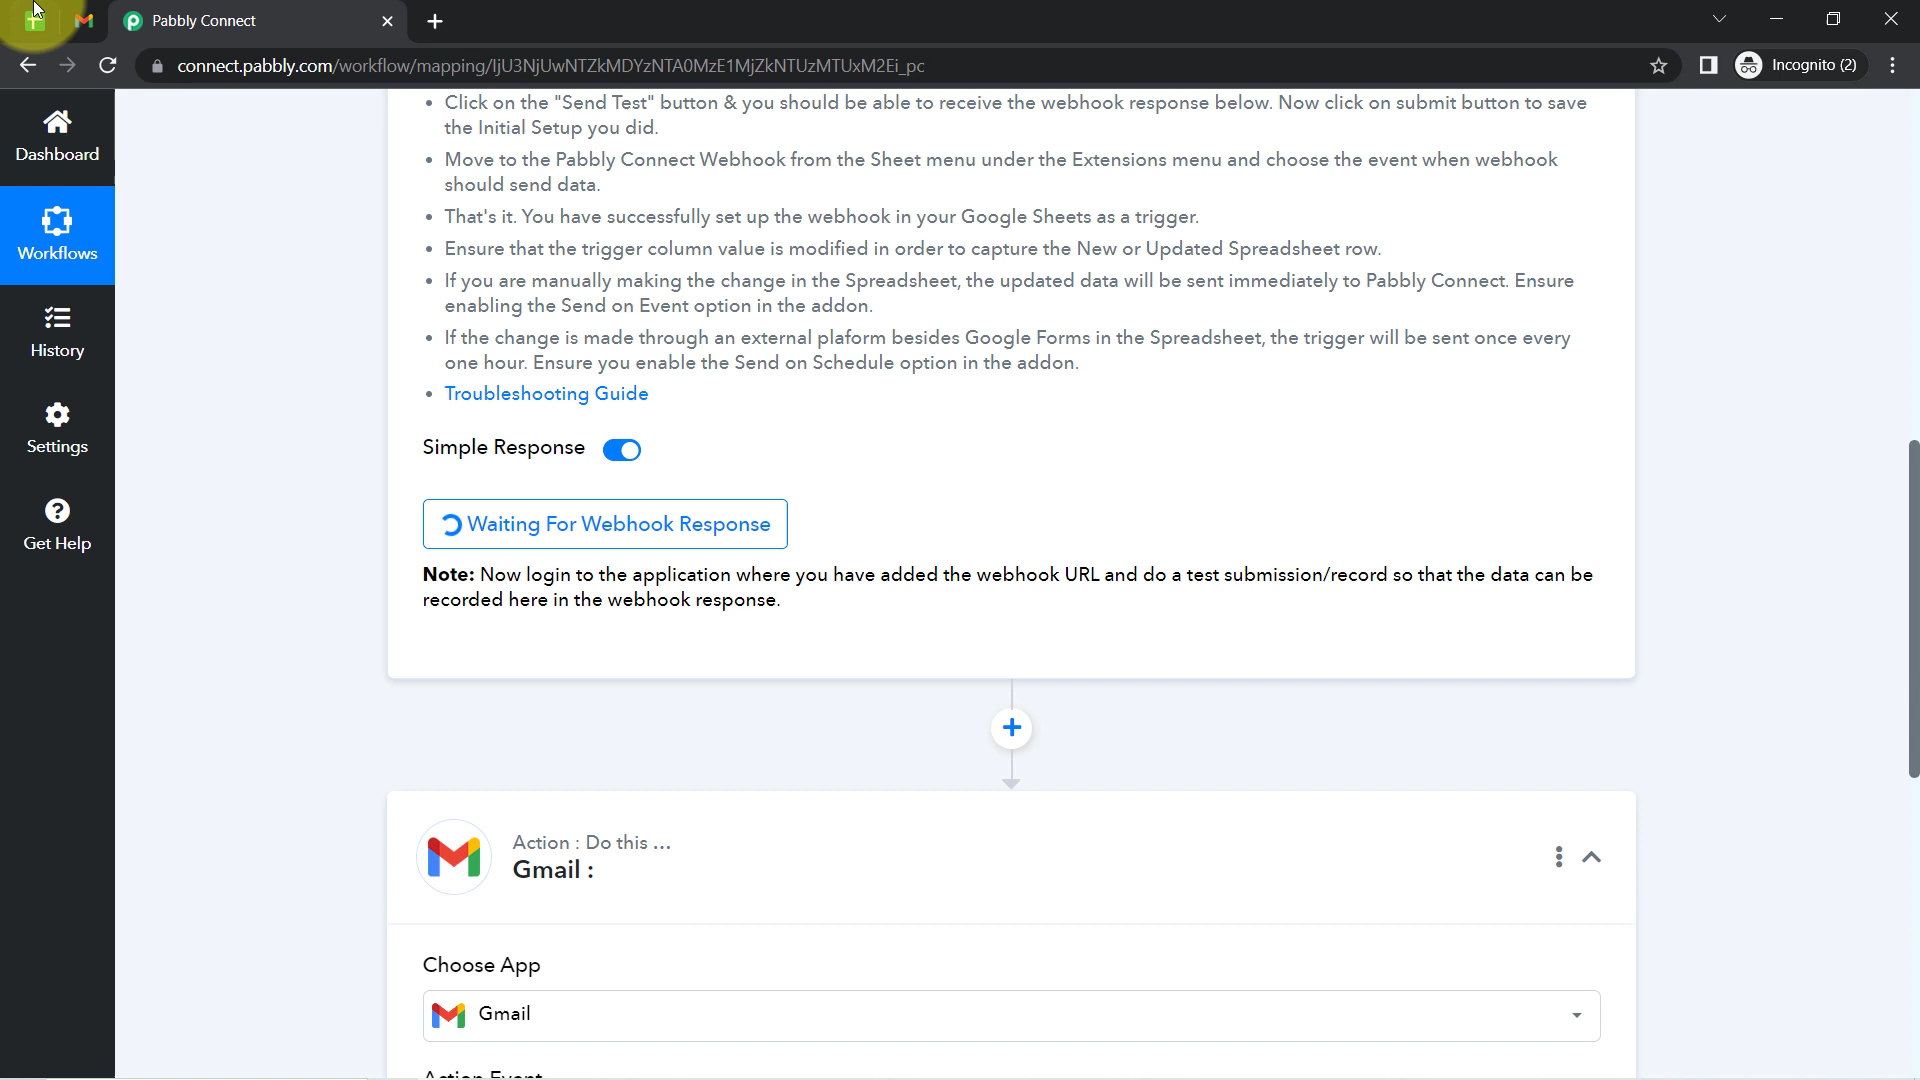 Pabbly Connect
connect.pabbly.com/workflow/mapping/IjU3NjUwNTZkMDYzNTA0MzE1MjZkNTUzMTUxM2Ei_pc
Incognito (2)
Dashboard
Workflows
History
Settings
Get Help
• Click on the "Send Test" button & you should be able to receive the webhook response below. Now click on submit button to save
the Initial Setup you did.
• Move to the Pabbly Connect Webhook from the Sheet menu under the Extensions menu and choose the event when webhook
should send data.
• That's it. You have successfully set up the webhook in your Google Sheets as a trigger.
• Ensure that the trigger column value is modified in order to capture the New or Updated Spreadsheet row.
• If you are manually making the change in the Spreadsheet, the updated data will be sent immediately to Pabbly Connect. Ensure
enabling the Send on Event option in the addon.
• If the change is made through an external plaform besides Google Forms in the Spreadsheet, the trigger will be sent once every
one hour. Ensure you enable the Send on Schedule option in the addon.
• Troubleshooting Guide
Simple Response
Waiting For Webhook Response
Note: Now login to the application where you have added the webhook URL and do a test submission/record so that the data can be
recorded here in the webhook response.
Action : Do this ...
Gmail :
Choose App
Gmail
Action Event